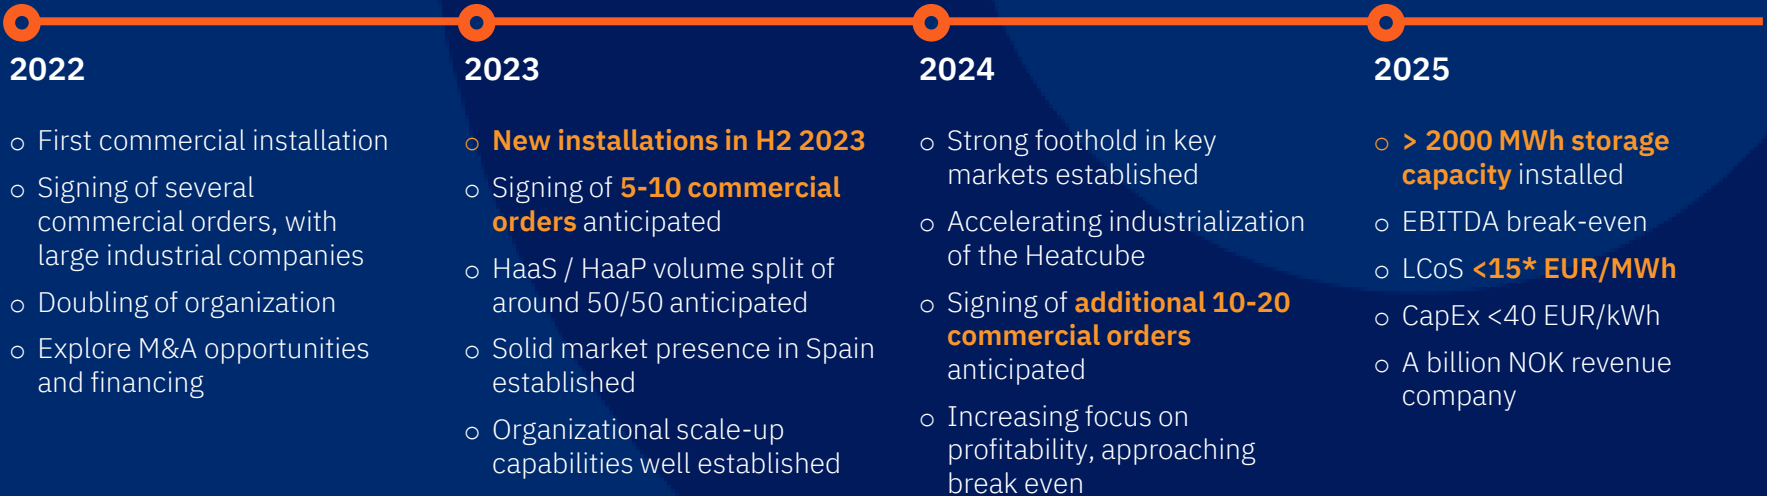 2022
o First commercial installation
o Signing of several
commercial orders, with
large industrial companies
o Doubling of organization
o Explore M&A opportunities
and financing
2023
o New installations in H2 2023
o Signing of 5-10 commercial
orders anticipated
o HaaS / HaaP volume split of
around 50/50 anticipated
o Solid market presence in Spain
established
o Organizational scale-up
capabilities well established
2024
o Strong foothold in key
markets established
o Accelerating industrialization
of the Heatcube
o Signing of additional 10-20
commercial orders
anticipated
o Increasing focus on
profitability, approaching
break even
2025
o > 2000 MWh storage
capacity installed
o EBITDA break-even
o LCoS <15* EUR/MWh
o CapEx <40 EUR/kWh
o A billion NOK revenue
company